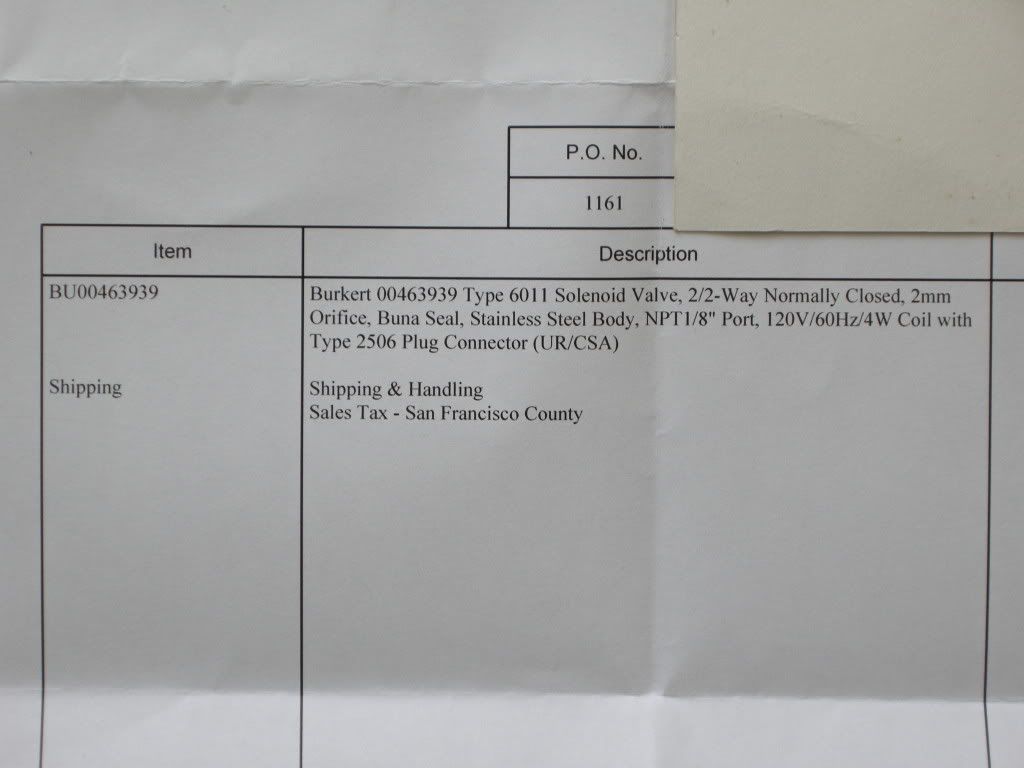 P.O. No.
1161
Item
Description
BU00463939
Burkert 00463939 Type 6011 Solenoid Valve, 2/2-Way Normally Closed, 2mm
Orifice, Buna Seal, Stainless Steel Body, NPT1/8" Port, 120V/60Hz/4W Coil with
Type 2506 Plug Connector (UR/CSA)
Shipping
Shipping & Handling
Sales Tax - San Francisco County